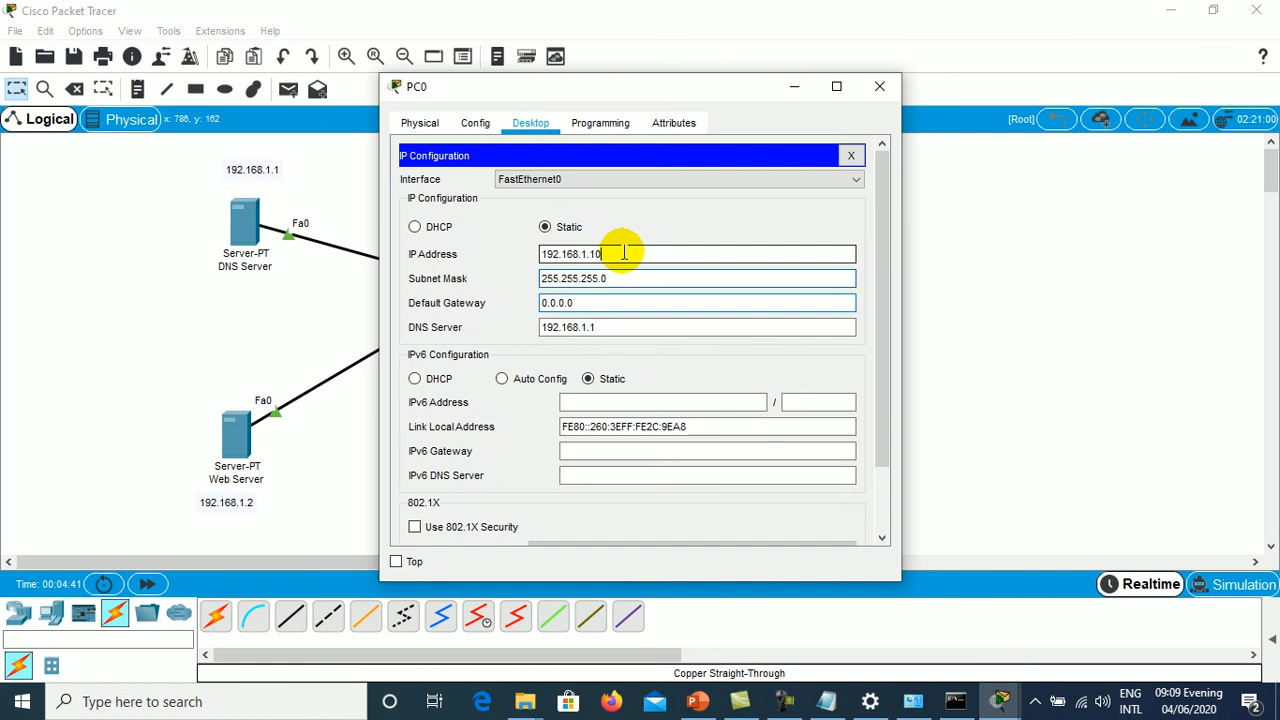 Cisco Packet Tracer
File Edit Options View Tools Extensions Help
Logical
Physical
x: 786, y: 162
[Root]
02:21:00
192.168.1.1
Fa0
Server-PT
DNS Server
Fa0
Server-PT
Web Server
192.168.1.2
PC0
Physical Config Desktop Programming Attributes
IP Configuration
X
Interface
FastEthernet0
IP Configuration
DHCP
Static
IP Address
192.168.1.10
Subnet Mask
255.255.255.0
Default Gateway
0.0.0.0
DNS Server
192.168.1.1
IPv6 Configuration
DHCP
Auto Config
Static
IPv6 Address
/
Link Local Address
FE80::260:3EFF:FE2C:9EA8
IPv6 Gateway
IPv6 DNS Server
802.1X
Use 802.1X Security
Top
Time: 00:04:41
Realtime
Simulation
Copper Straight-Through
Type here to search
ENG
INTL
09:09 Evening
04/06/2020
2